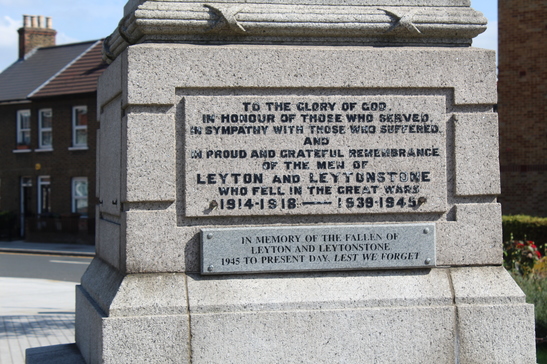 TO THE GLORY OF GOD,
IN HONOUR OF THOSE WHO SERVED,
IN SYMPATHY WITH THOSE WHO SUFFERED,
AND
IN PROUD AND GRATEFUL REMEMBRANCE
OF THE MEN OF
LEYTON AND LEYTONSTONE
WHO FELL IN THE GREAT WARS
1914-1918 — 1939-1945
IN MEMORY OF THE FALLEN OF
LEYTON AND LEYTONSTONE
1945 TO PRESENT DAY. LEST WE FORGET